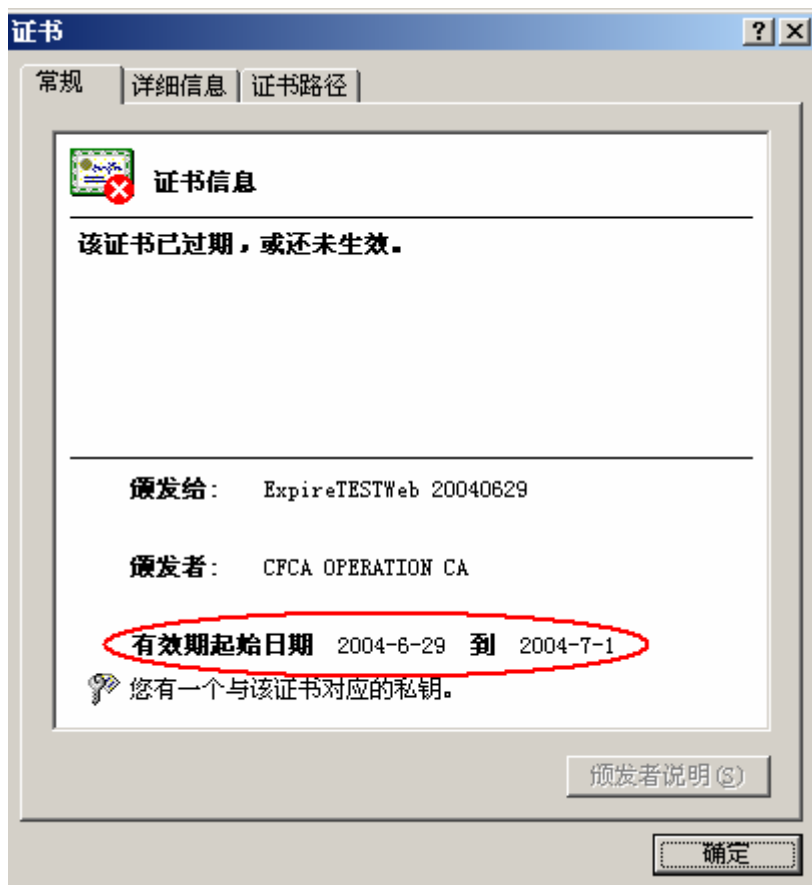 证书
常规 详细信息 证书路径
证书信息
该证书已过期，或还未生效。
颁发给： ExpireTESTWeb 20040629
颁发者： CFCA OPERATION CA
有效期起始日期 2004-6-29 到 2004-7-1
您有一个与该证书对应的私钥。
颁发者说明(S)
确定